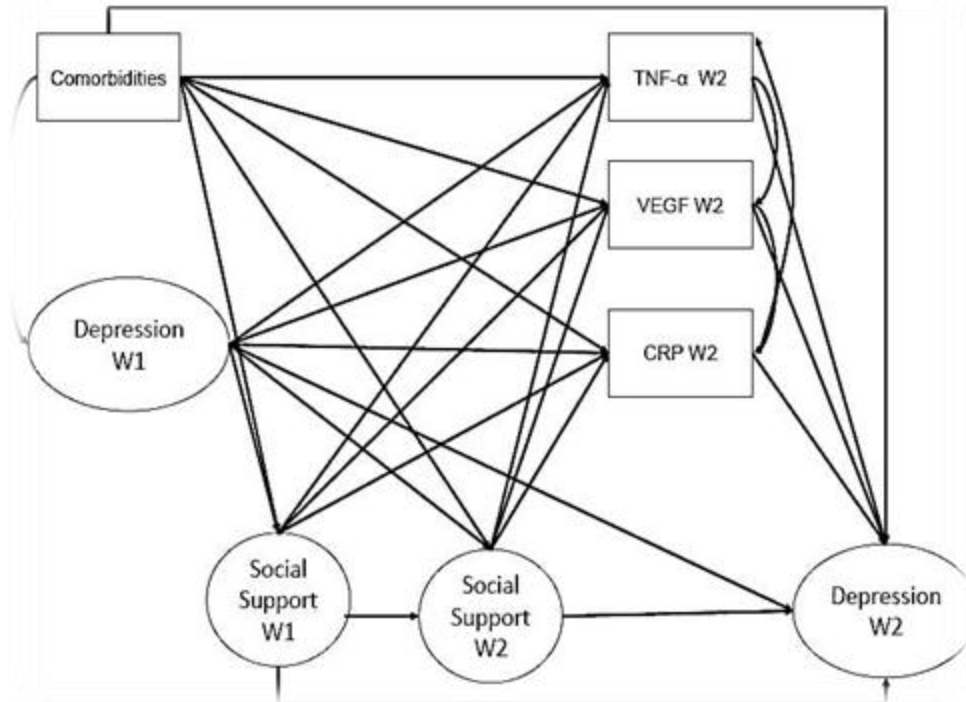 Comorbidities
TNF-α W2
VEGF W2
Depression
W1
CRP W2
Social
Support
W1
Social
Support
W2
Depression
W2